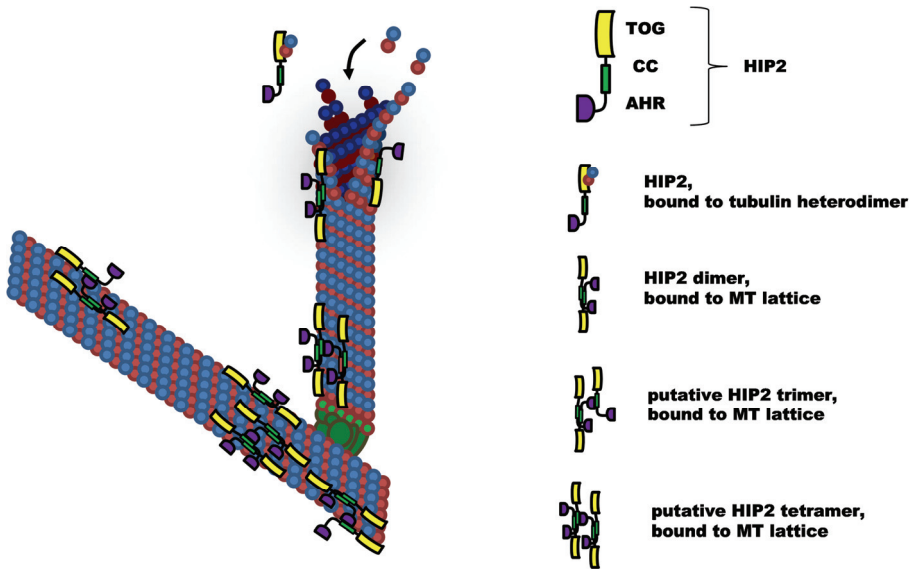 TOG
CC
AHR
HIP2
HIP2,
bound to tubulin heterodimer
HIP2 dimer,
bound to MT lattice
putative HIP2 trimer,
bound to MT lattice
putative HIP2 tetramer,
bound to MT lattice